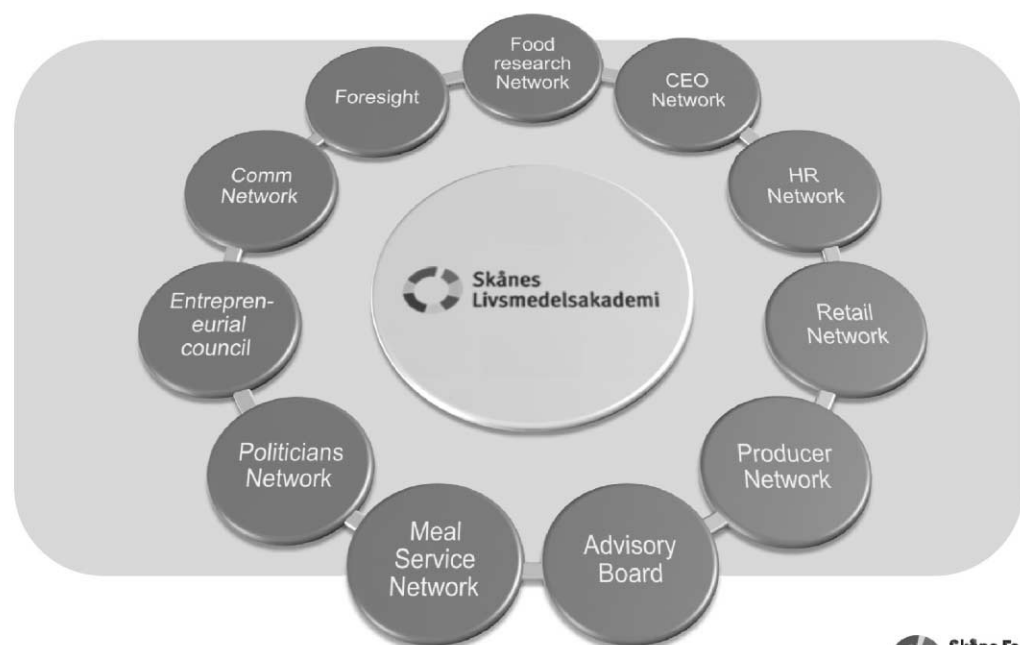 Food
research
Network
CEO
Network
HR
Network
Retail
Network
Producer
Network
Advisory
Board
Meal
Service
Network
Politicians
Network
Entrepren-
eurial
council
Comm
Network
Foresight
Skånes
Livsmedelsakademi